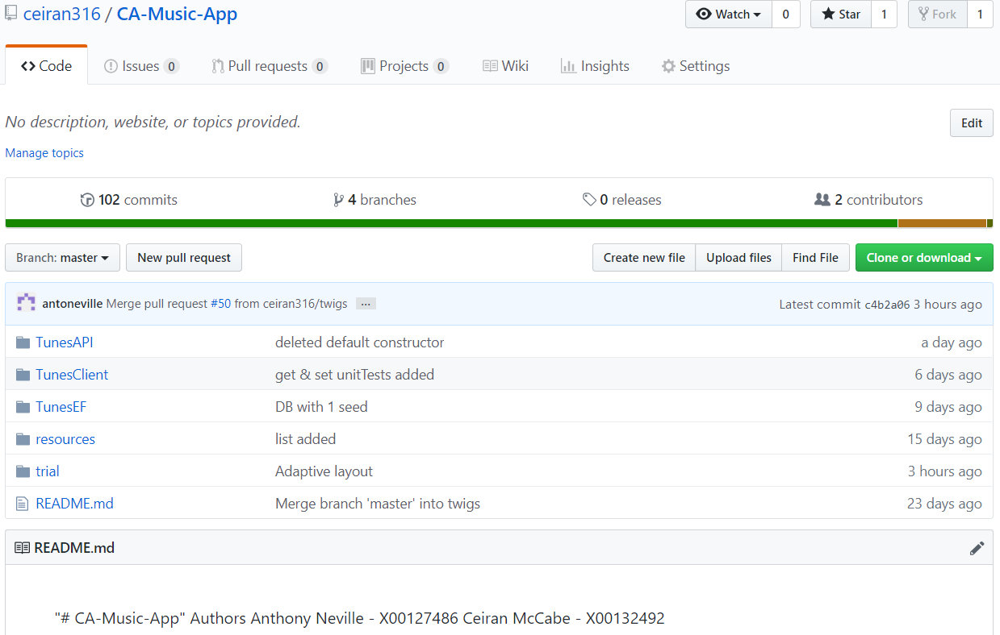 ceiran316 / CA-Music-App Watch 0 Star 1 Fork 1
Code Issues 0 Pull requests 0 Projects 0 Wiki Insights Settings
No description, website, or topics provided. Edit
Manage topics
102 commits 4 branches 0 releases 2 contributors
Branch: master New pull request Create new file Upload files Find File Clone or download
antoneville Merge pull request #50 from ceiran316/twigs ... Latest commit c4b2a06 3 hours ago
TunesAPI deleted default constructor a day ago
TunesClient get & set unitTests added 6 days ago
TunesEF DB with 1 seed 9 days ago
resources list added 15 days ago
trial Adaptive layout 3 hours ago
README.md Merge branch 'master' into twigs 23 days ago
README.md
"# CA-Music-App" Authors Anthony Neville - X00127486 Ceiran McCabe - X00132492